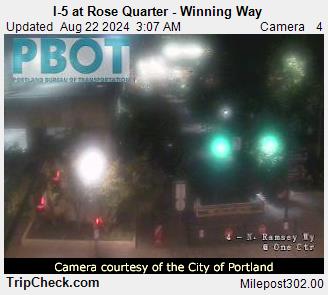 I-5 at Rose Quarter - Winning Way
Updated  Aug 22 2024  3:07 AM  Camera  4
PBOT
PORTLAND BUREAU OF TRANSPORTATION
4 - N. Ramsey Wy
@ One Ctr
Camera courtesy of the City of Portland
TripCheck.com  Milepost302.00